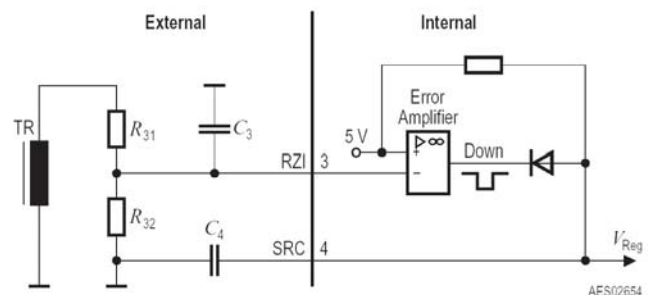 External
Internal
TR
R31
C3
R32
C4
RZI 3
SRC 4
5 V
Error
Amplifier
+
▷ ∞
−
Down
VReg
AES02654